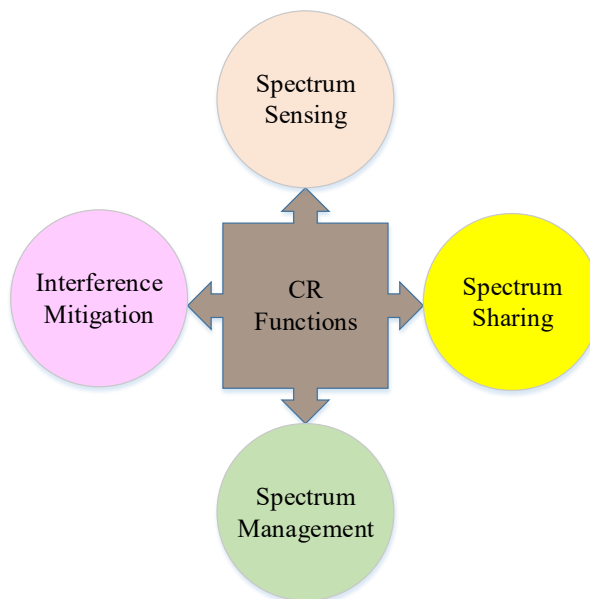 Spectrum
Sensing
Interference
Mitigation
CR
Functions
Spectrum
Sharing
Spectrum
Management